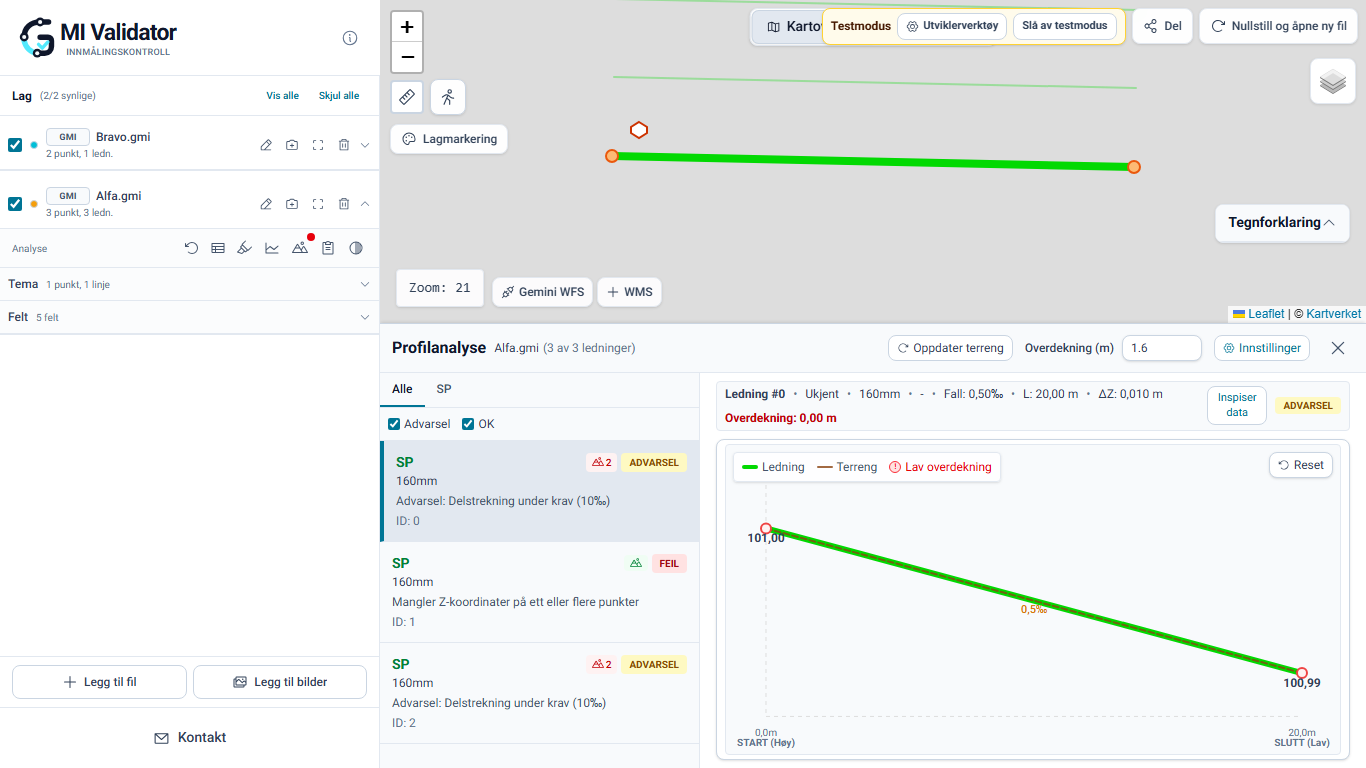 MI Validator
INNMÅLINGSKONTROLL
Lag (2/2 synlige) Vis alle Skjul alle
GMI Bravo.gmi
2 punkt, 1 ledn.
GMI Alfa.gmi
3 punkt, 3 ledn.
Analyse
Tema 1 punkt, 1 linje
Felt 5 felt
Legg til fil
Legg til bilder
Kontakt
+
−
Testmodus Utviklerverktøy Slå av testmodus
Del
Nullstill og åpne ny fil
Lagmarkering
Tegnforklaring
Zoom: 21
Gemini WFS
WMS
Leaflet | © Kartverket
Profilanalyse Alfa.gmi (3 av 3 ledninger)
Oppdater terreng
Overdekning (m) 1.6
Innstillinger
Alle SP
Advarsel OK
SP 2 ADVARSEL
160mm
Advarsel: Delstrekning under krav (10‰)
ID: 0
SP FEIL
160mm
Mangler Z-koordinater på ett eller flere punkter
ID: 1
SP 2 ADVARSEL
160mm
Advarsel: Delstrekning under krav (10‰)
ID: 2
Ledning #0 • Ukjent • 160mm • - • Fall: 0,50‰ • L: 20,00 m • ΔZ: 0,010 m
Overdekning: 0,00 m
Inspiser
data
ADVARSEL
Ledning Terreng Lav overdekning
Reset
101,00
0,5‰
100,99
0,0m
START (Høy)
20,0m
SLUTT (Lav)